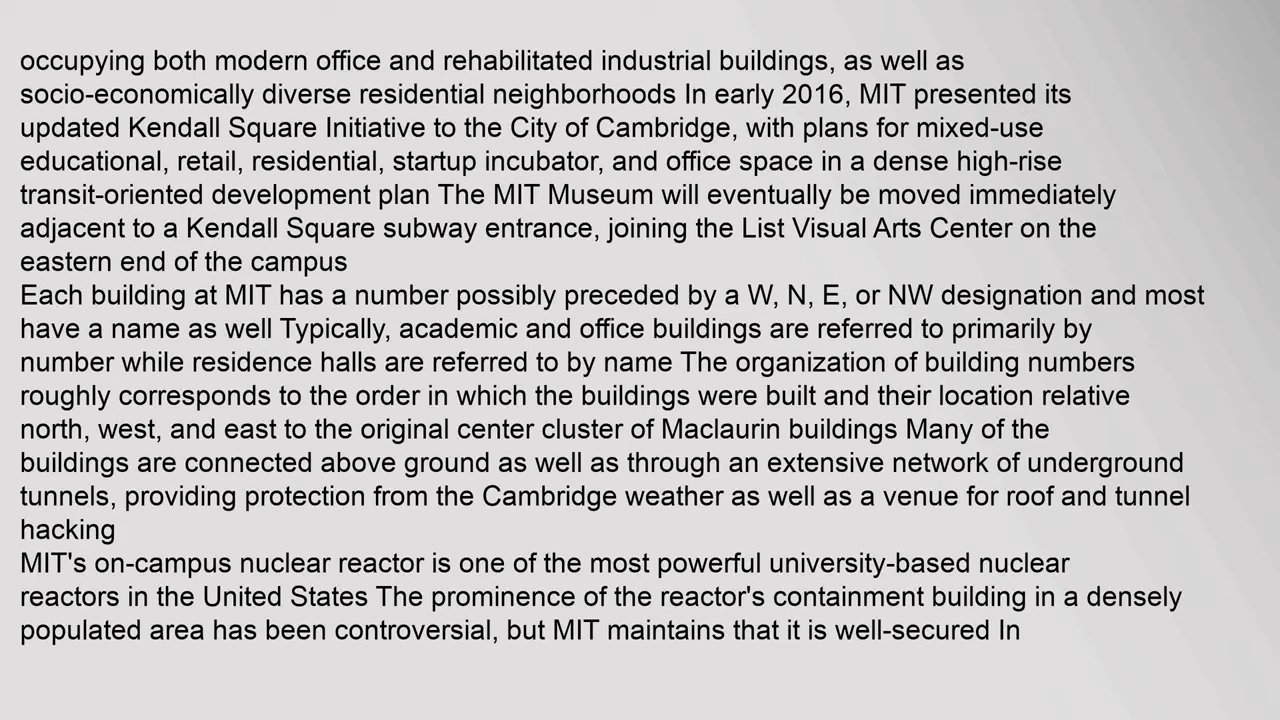 occupying both modern office and rehabilitated industrial buildings, as well as
socio-economically diverse residential neighborhoods In early 2016, MIT presented its
updated Kendall Square Initiative to the City of Cambridge, with plans for mixed-use
educational, retail, residential, startup incubator, and office space in a dense high-rise
transit-oriented development plan The MIT Museum will eventually be moved immediately
adjacent to a Kendall Square subway entrance, joining the List Visual Arts Center on the
eastern end of the campus
Each building at MIT has a number possibly preceded by a W, N, E, or NW designation and most
have a name as well Typically, academic and office buildings are referred to primarily by
number while residence halls are referred to by name The organization of building numbers
roughly corresponds to the order in which the buildings were built and their location relative
north, west, and east to the original center cluster of Maclaurin buildings Many of the
buildings are connected above ground as well as through an extensive network of underground
tunnels, providing protection from the Cambridge weather as well as a venue for roof and tunnel
hacking
MIT's on-campus nuclear reactor is one of the most powerful university-based nuclear
reactors in the United States The prominence of the reactor's containment building in a densely
populated area has been controversial, but MIT maintains that it is well-secured In